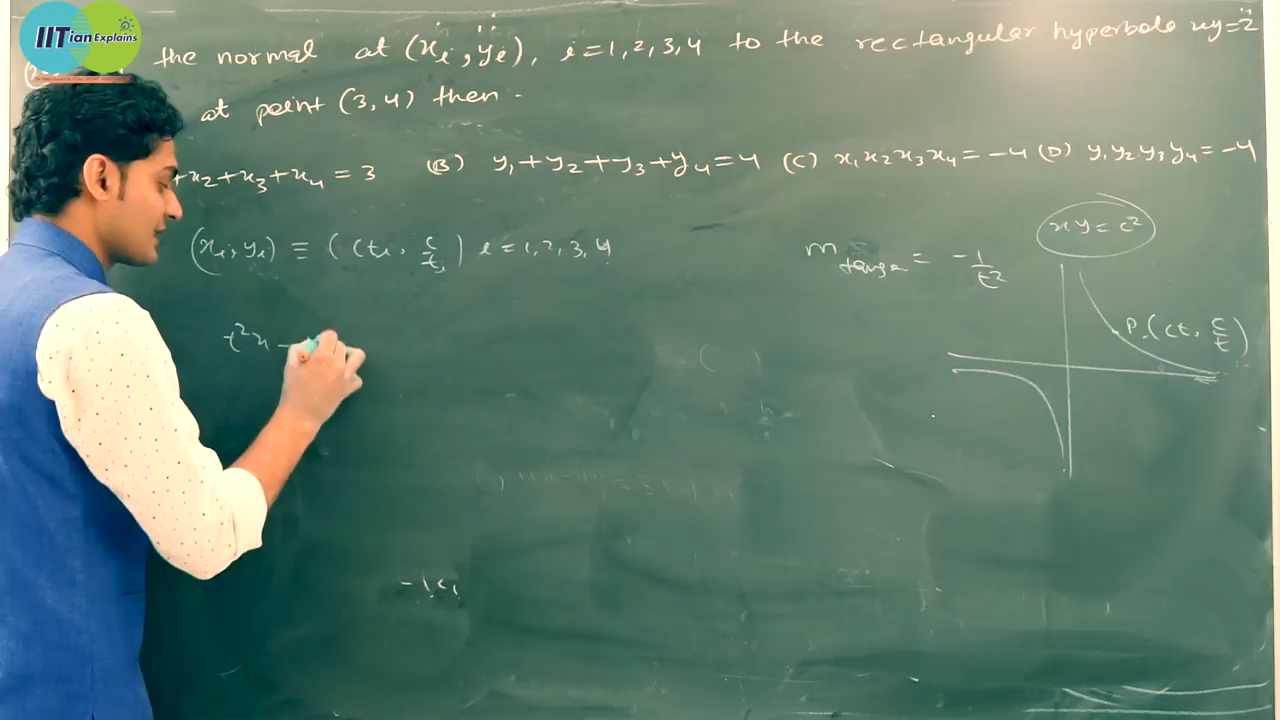 IITian Explains
the normal at (xi, yi), i=1,2,3,4 to the rectangular hyperbola xy=2
at point (3,4) then -
+x2+x3+x4 = 3 (B) y1+y2+y3+y4=4 (C) x1x2x3x4=-4 (D) y1y2y3y4=-4
(xi, yi) ≡ (cti, c/ti) i=1,2,3,4
m = -1/t²
xy = c²
P(ct, c/t)
t²x -